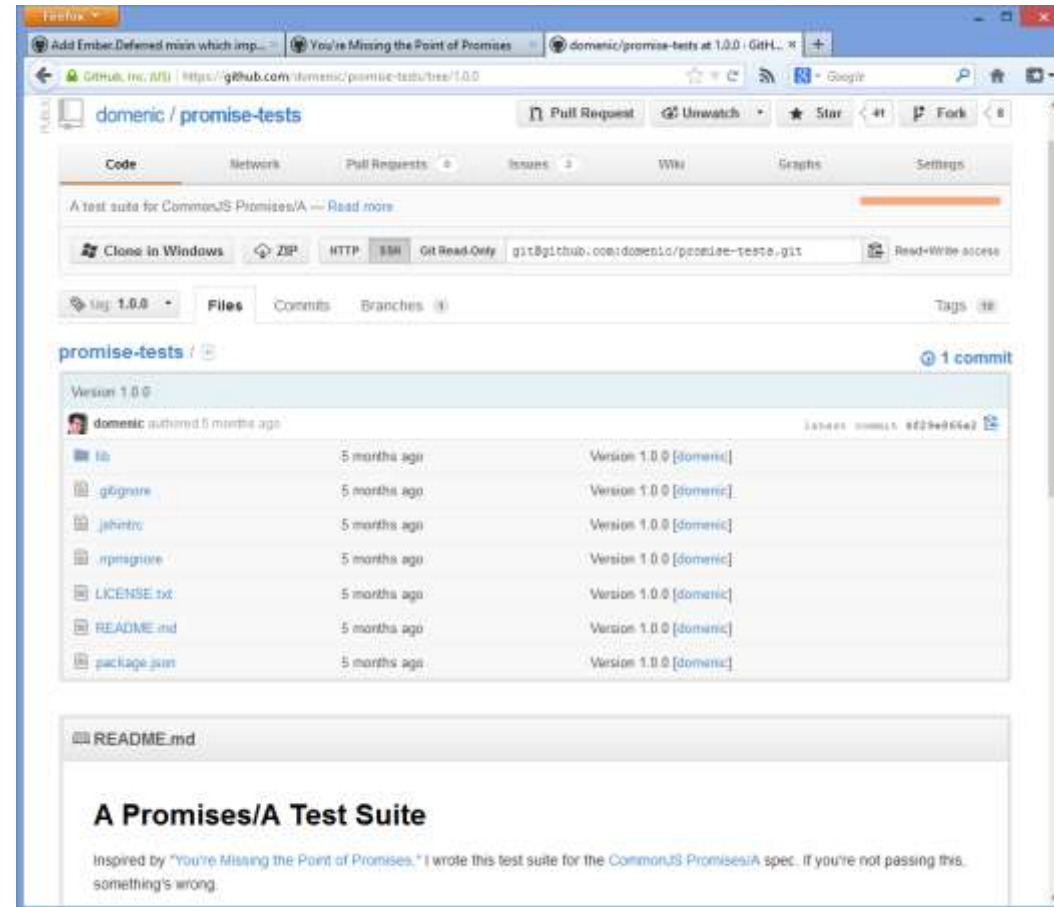 Firefox
Add Ember.Deferred mixin which imp...
You're Missing the Point of Promises
domenic/promise-tests at 1.0.0 · GitH...
GitHub, Inc. (US) https://github.com/domenic/promise-tests/tree/1.0.0
Google
PUBLIC
domenic / promise-tests
Pull Request
Unwatch
Star 41
Fork 8
Code Network Pull Requests 0 Issues Wiki Graphs Settings
A test suite for CommonJS Promises/A — Read more
Clone in Windows ZIP HTTP SSH Git Read-Only git@github.com:domenic/promise-tests.git Read+Write access
tag: 1.0.0 Files Commits Branches 1 Tags
promise-tests /
1 commit
Version 1.0.0
domenic authored 5 months ago
latest commit
lib 5 months ago Version 1.0.0 [domenic]
.gitignore 5 months ago Version 1.0.0 [domenic]
.jshintrc 5 months ago Version 1.0.0 [domenic]
.npmignore 5 months ago Version 1.0.0 [domenic]
LICENSE.txt 5 months ago Version 1.0.0 [domenic]
README.md 5 months ago Version 1.0.0 [domenic]
package.json 5 months ago Version 1.0.0 [domenic]
README.md
A Promises/A Test Suite
Inspired by "You're Missing the Point of Promises," I wrote this test suite for the CommonJS Promises/A spec. If you're not passing this,
something's wrong.